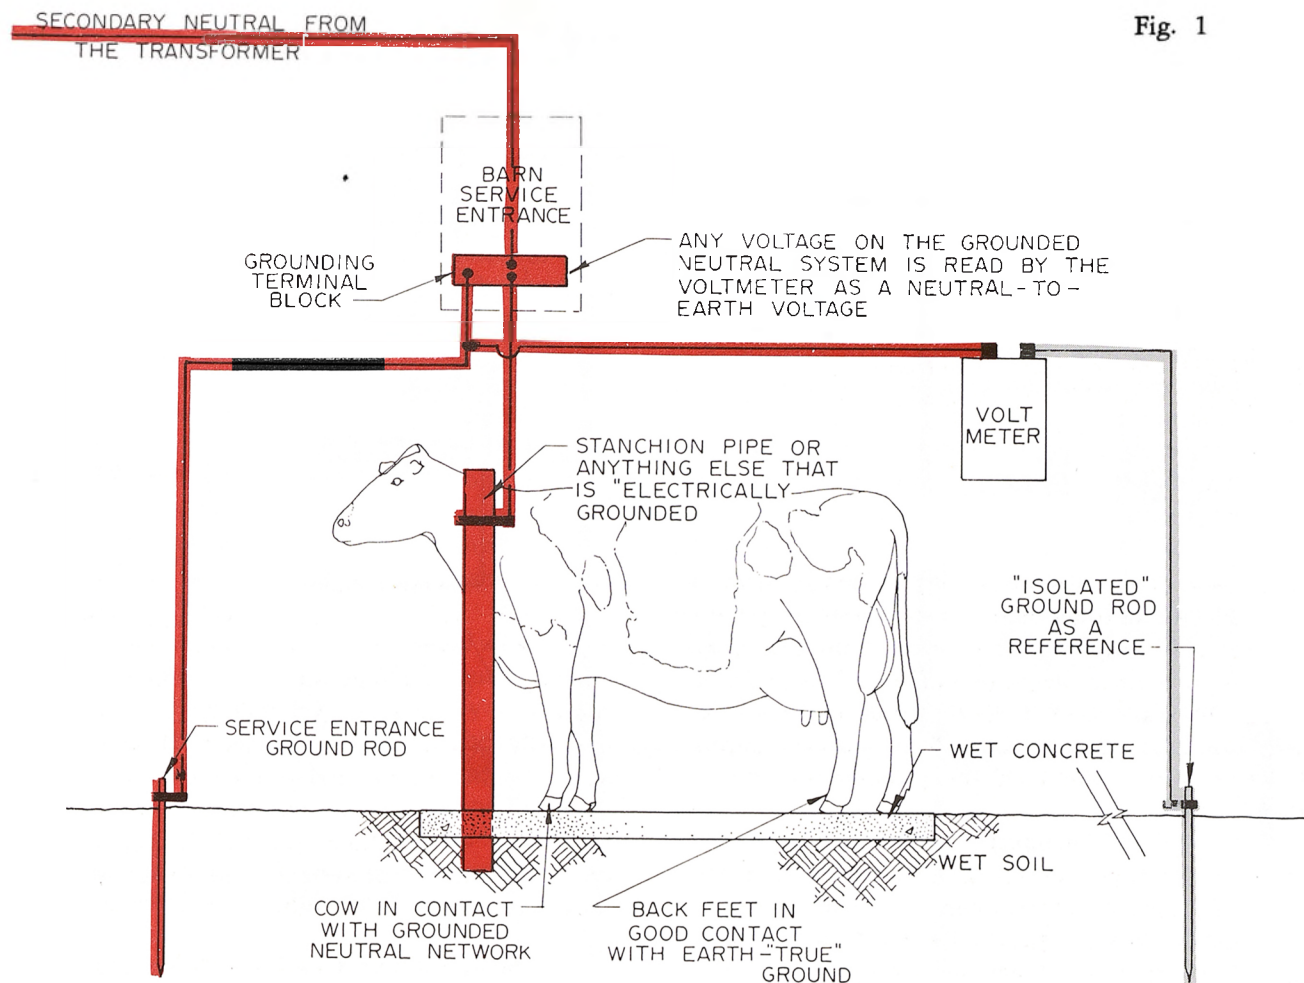 SECONDARY NEUTRAL FROM
THE TRANSFORMER
Fig. 1
BARN
SERVICE
ENTRANCE
GROUNDING
TERMINAL
BLOCK
ANY VOLTAGE ON THE GROUNDED
NEUTRAL SYSTEM IS READ BY THE
VOLTMETER AS A NEUTRAL-TO-
EARTH VOLTAGE
VOLT
METER
STANCHION PIPE OR
ANYTHING ELSE THAT
IS "ELECTRICALLY
GROUNDED
"ISOLATED"
GROUND ROD
AS A
REFERENCE
SERVICE ENTRANCE
GROUND ROD
WET CONCRETE
WET SOIL
COW IN CONTACT
WITH GROUNDED
NEUTRAL NETWORK
BACK FEET IN
GOOD CONTACT
WITH EARTH-"TRUE"
GROUND